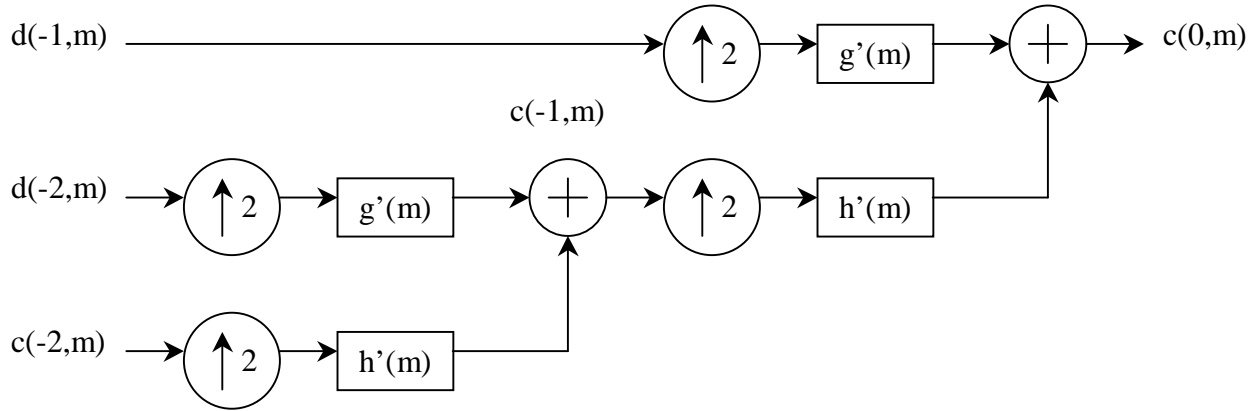 d(-1,m)
↑ 2
g’(m)
+
c(0,m)
c(-1,m)
d(-2,m)
↑ 2
g’(m)
+
↑ 2
h’(m)
c(-2,m)
↑ 2
h’(m)